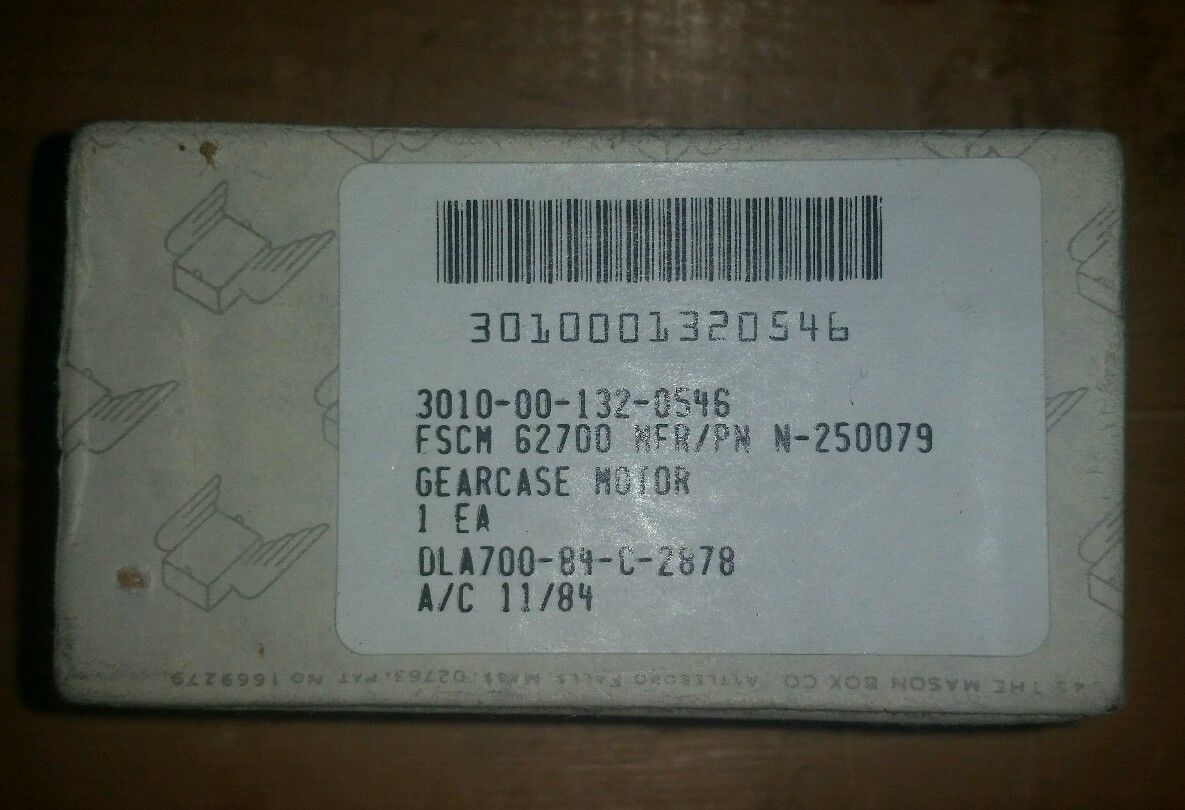 3010001320546
3010-00-132-0546
FSCM 62700 MFR/PN N-250079
GEARCASE MOTOR
1 EA
DLA700-84-C-2878
A/C 11/84
THE MASON BOX CO. ATTLEBORO FALLS, MASS. 02763. PAT NO 1669279